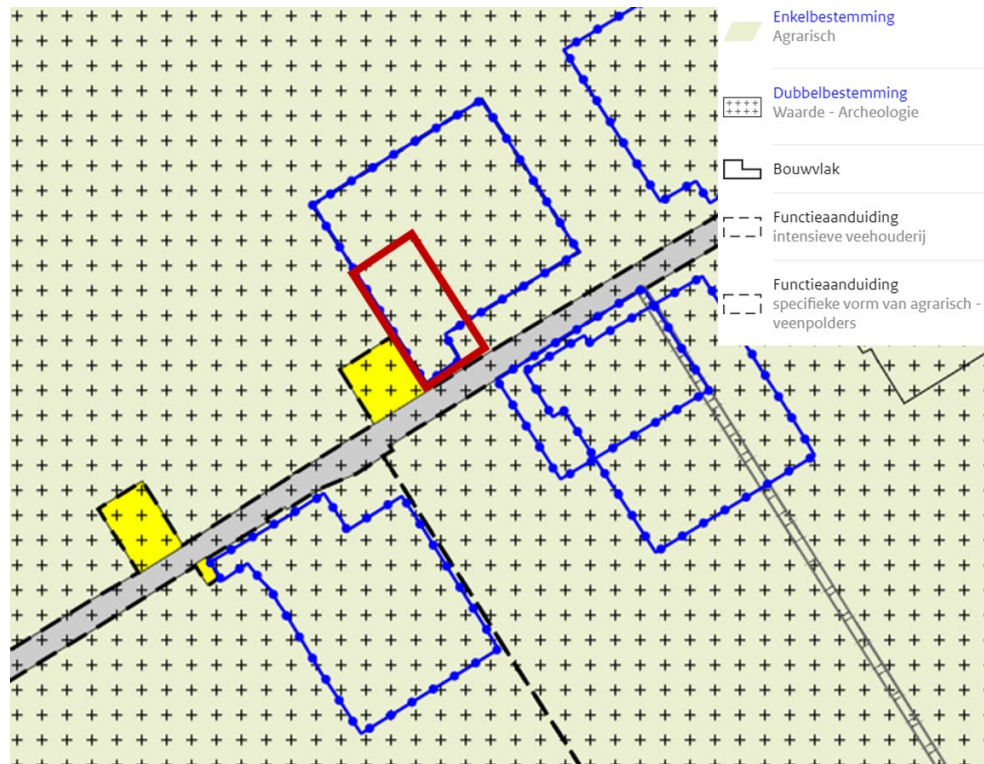 Enkelbestemming
Agrarisch
Dubbelbestemming
Waarde - Archeologie
Bouwvlak
Functieaanduiding
intensieve veehouderij
Functieaanduiding
specifieke vorm van agrarisch -
veenpolders